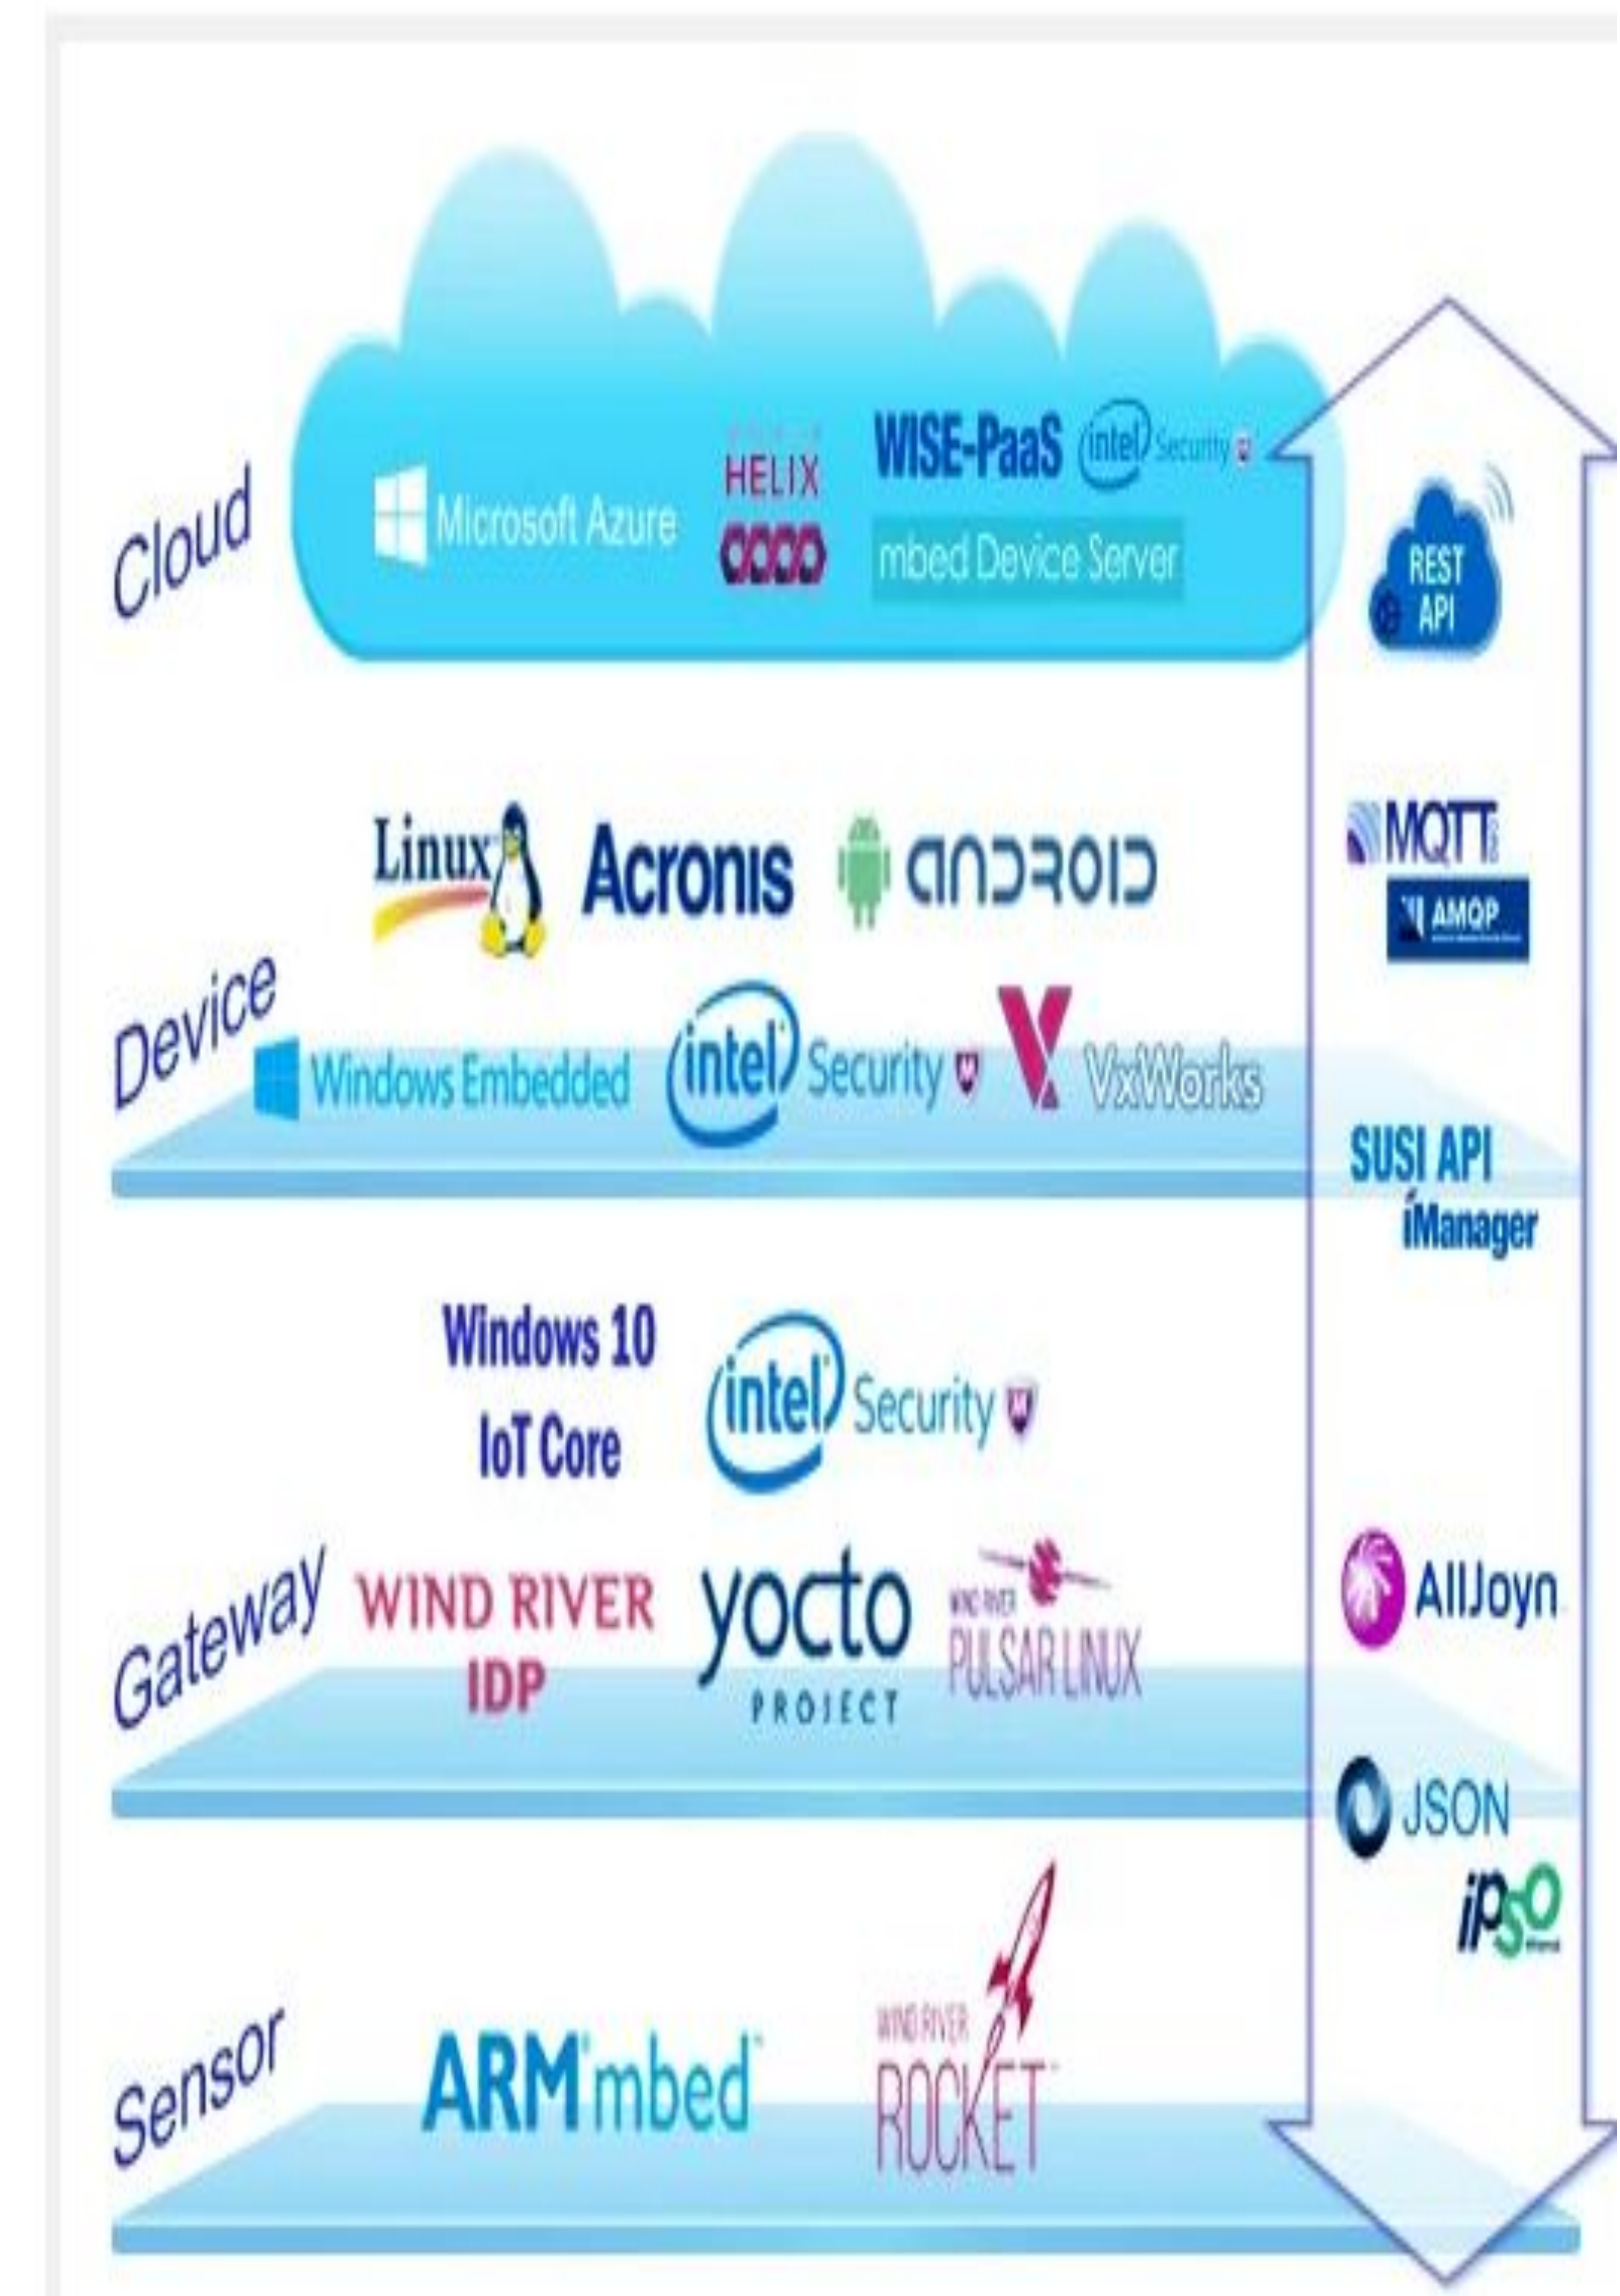 Cloud
Microsoft Azure
HELIX
WISE-PaaS
intel Security
mbed Device Server
REST
API
Device
Linux
Acronis
ANDROID
Windows Embedded
intel Security
VxWorks
MQTT
AMQP
SUSI API
iManager
Gateway
Windows 10
IoT Core
intel Security
WIND RIVER
IDP
yocto
PROJECT
WIND RIVER
PULSAR LINUX
AllJoyn
JSON
ipso
Sensor
ARM mbed
WIND RIVER
ROCKET